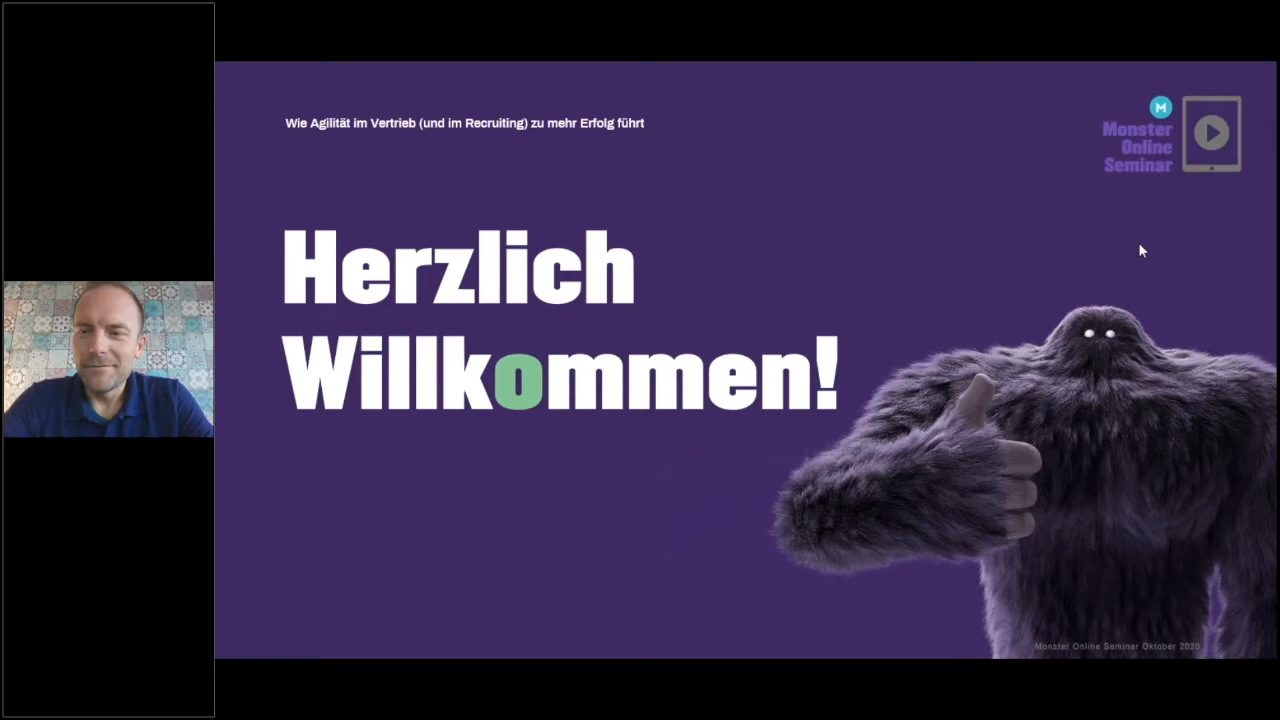 Wie Agilität im Vertrieb (und im Recruiting) zu mehr Erfolg führt
M
Monster
Online
Seminar
Herzlich
Willkommen!
Monster Online Seminar Oktober 2020